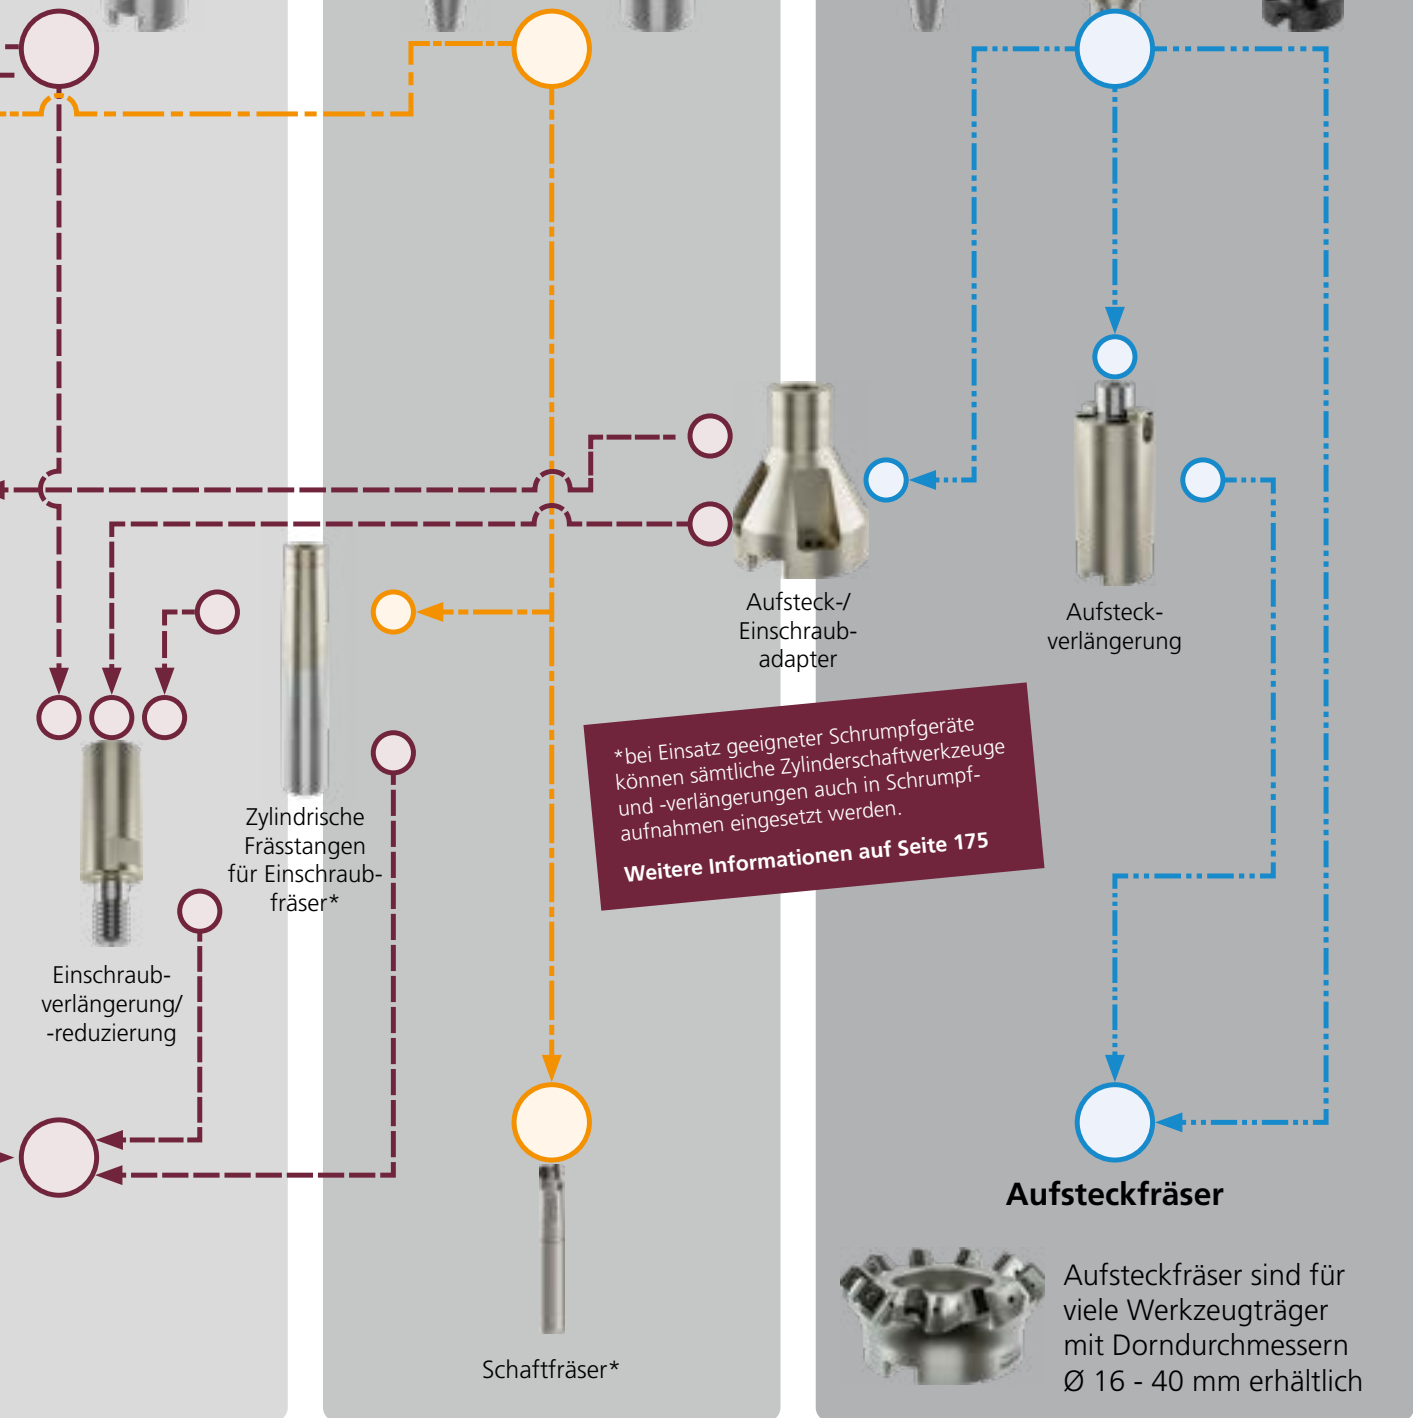 Aufsteck-/
Einschraub-
adapter
Aufsteck-
verlängerung
*bei Einsatz geeigneter Schrumpfgeräte
können sämtliche Zylinderschaftwerkzeuge
und -verlängerungen auch in Schrumpf-
aufnahmen eingesetzt werden.
Weitere Informationen auf Seite 175
Zylindrische
Frässtangen
für Einschraub-
fräser*
Einschraub-
verlängerung/
-reduzierung
Schaftfräser*
Aufsteckfräser
Aufsteckfräser sind für
viele Werkzeugträger
mit Dorndurchmessern
Ø 16 - 40 mm erhältlich